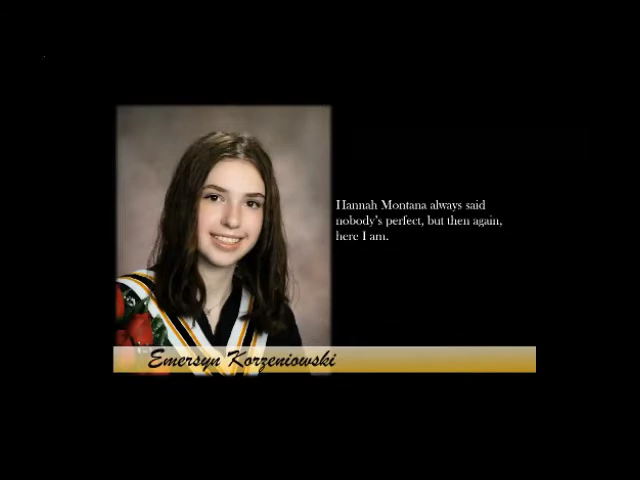 Hannah Montana always said
nobody's perfect, but then again,
here I am.
Emersyn Korzeniowski